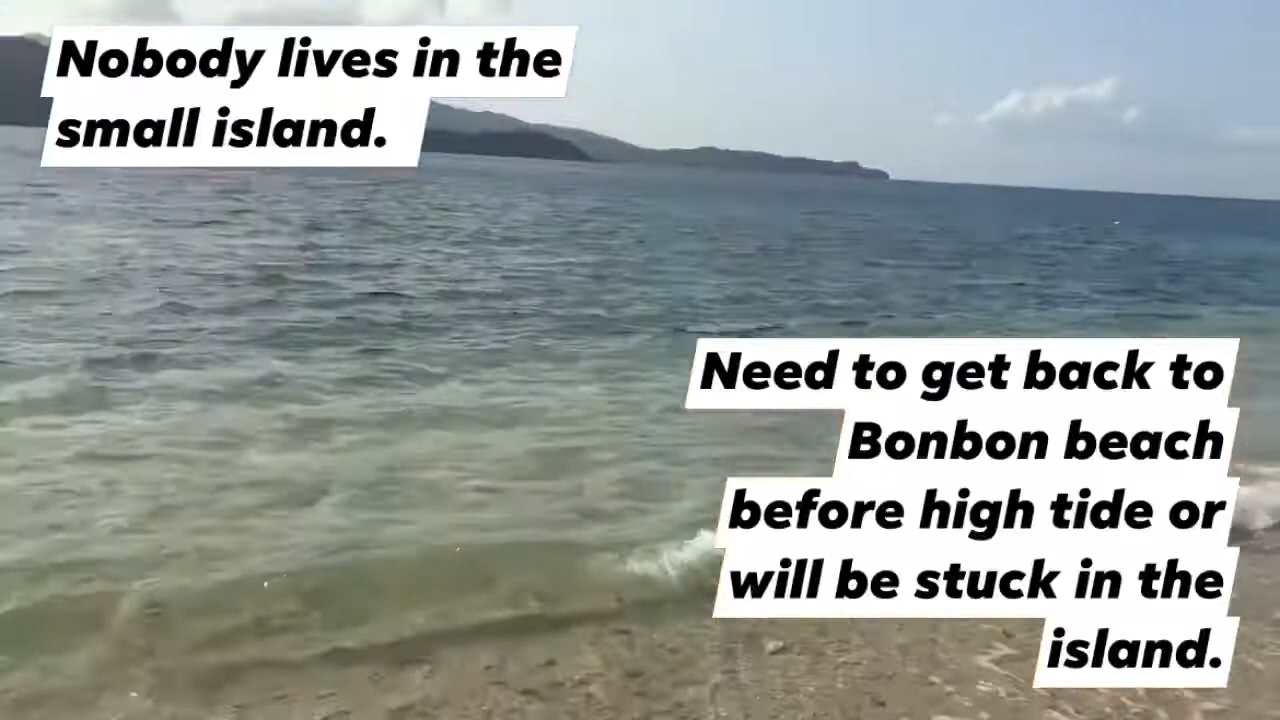 Nobody lives in the
small island.
Need to get back to
Bonbon beach
before high tide or
will be stuck in the
island.